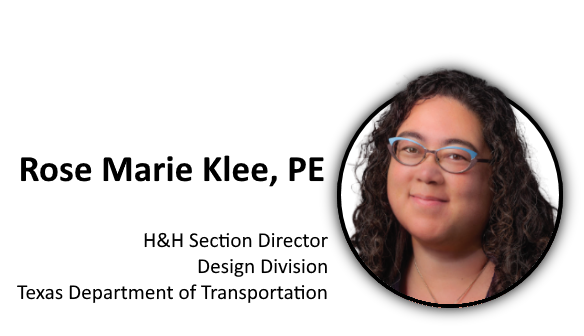 Rose Marie Klee, PE
H&H Section Director
Design Division
Texas Department of Transportation